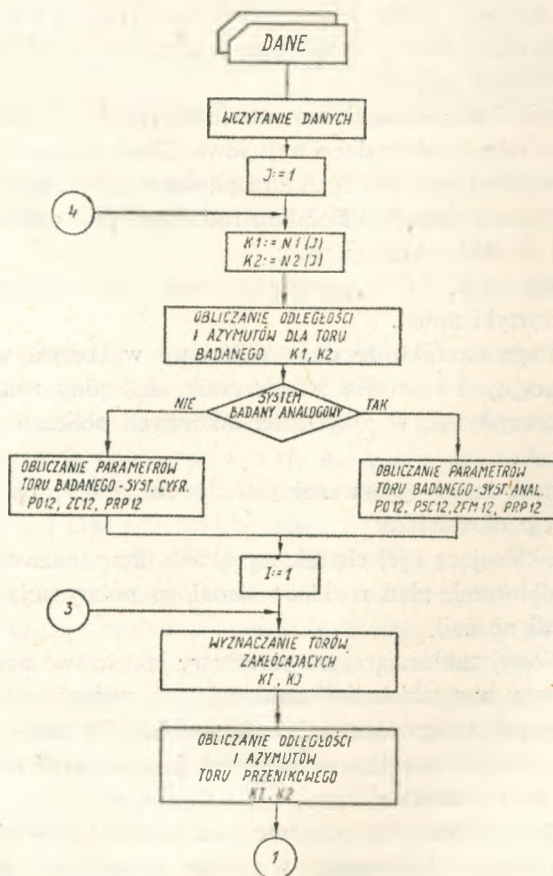 DANE
WCZYTANIE DANYCH
J:=1
4
K1:= N1(J)
K2:= N2(J)
OBLICZANIE ODLEGŁOŚCI
I AZYMUTÓW DLA TORU
BADANEGO K1, K2
SYSTEM
BADANY ANALOGOWY
NIE
TAK
OBLICZANIE PARAMETRÓW
TORU BADANEGO-SYST. CYFR.
PO12, ZC12, PRP12
OBLICZANIE PARAMETRÓW
TORU BADANEGO-SYST. ANAL
PO12, PSC12, ZFM12, PRP12
I:=1
3
WYZNACZANIE TORÓW
ZAKŁÓCAJĄCYCH
KI, KJ
OBLICZANIE ODLEGŁOŚCI
I AZYMUTÓW
TORU PRZENIKOWEGO
KI, K2
1